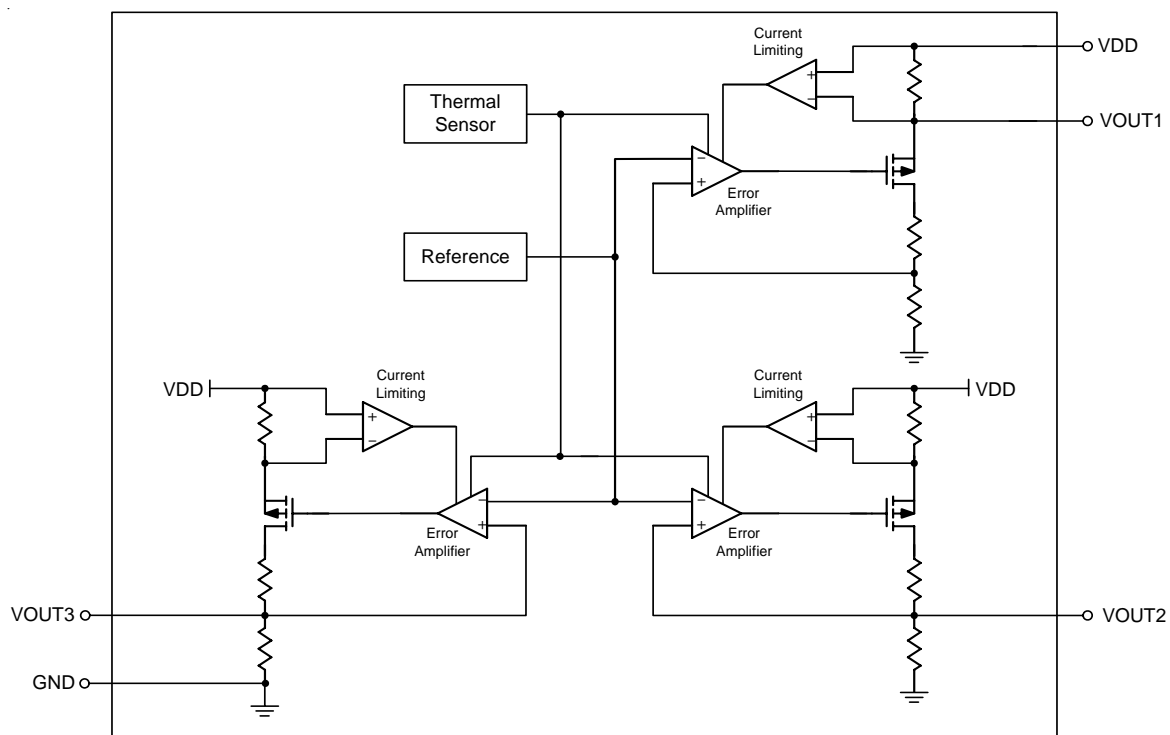 Current
Limiting
VDD
Thermal
Sensor
+
−
VOUT1
−
+
Error
Amplifier
Reference
VDD
Current
Limiting
+
−
Current
Limiting
+
−
VDD
−
+
Error
Amplifier
−
+
Error
Amplifier
VOUT3
VOUT2
GND